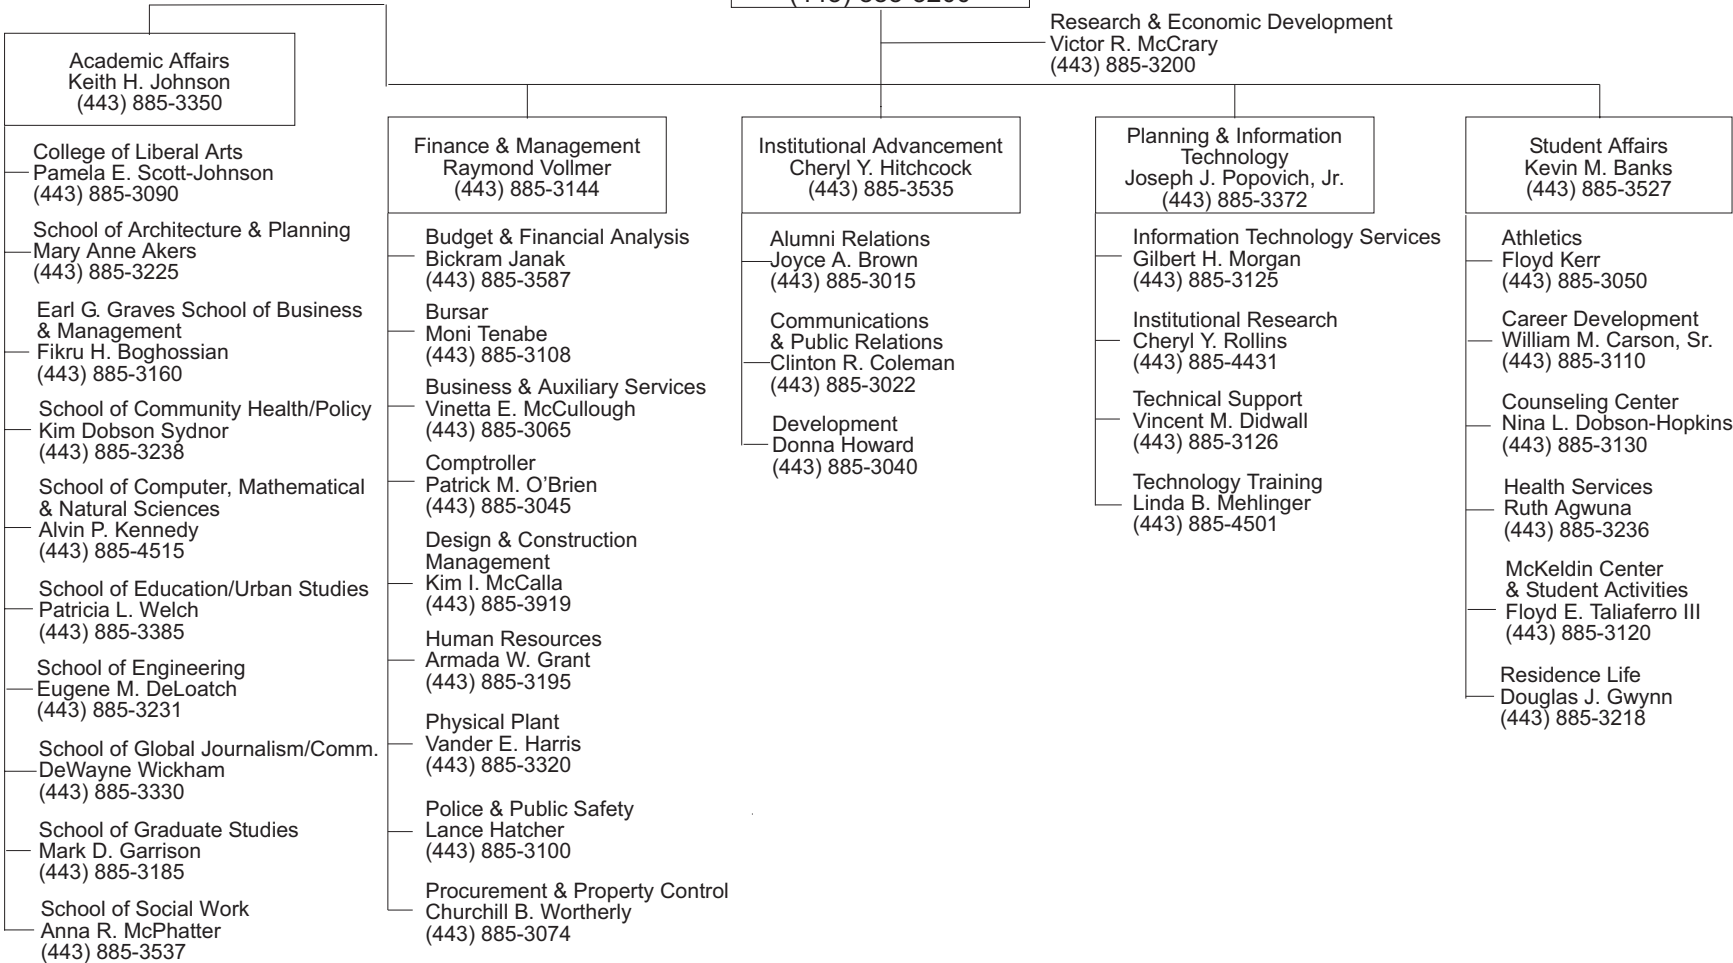 Research & Economic Development
Victor R. McCrary
(443) 885-3200
Academic Affairs
Keith H. Johnson
(443) 885-3350
College of Liberal Arts
Pamela E. Scott-Johnson
(443) 885-3090
School of Architecture & Planning
Mary Anne Akers
(443) 885-3225
Earl G. Graves School of Business
& Management
Fikru H. Boghossian
(443) 885-3160
School of Community Health/Policy
Kim Dobson Sydnor
(443) 885-3238
School of Computer, Mathematical
& Natural Sciences
Alvin P. Kennedy
(443) 885-4515
School of Education/Urban Studies
Patricia L. Welch
(443) 885-3385
School of Engineering
Eugene M. DeLoatch
(443) 885-3231
School of Global Journalism/Comm.
DeWayne Wickham
(443) 885-3330
School of Graduate Studies
Mark D. Garrison
(443) 885-3185
School of Social Work
Anna R. McPhatter
(443) 885-3537
Finance & Management
Raymond Vollmer
(443) 885-3144
Budget & Financial Analysis
Bickram Janak
(443) 885-3587
Bursar
Moni Tenabe
(443) 885-3108
Business & Auxiliary Services
Vinetta E. McCullough
(443) 885-3065
Comptroller
Patrick M. O’Brien
(443) 885-3045
Design & Construction
Management
Kim I. McCalla
(443) 885-3919
Human Resources
Armada W. Grant
(443) 885-3195
Physical Plant
Vander E. Harris
(443) 885-3320
Police & Public Safety
Lance Hatcher
(443) 885-3100
Procurement & Property Control
Churchill B. Wortherly
(443) 885-3074
Institutional Advancement
Cheryl Y. Hitchcock
(443) 885-3535
Alumni Relations
Joyce A. Brown
(443) 885-3015
Communications
& Public Relations
Clinton R. Coleman
(443) 885-3022
Development
Donna Howard
(443) 885-3040
Planning & Information
Technology
Joseph J. Popovich, Jr.
(443) 885-3372
Information Technology Services
Gilbert H. Morgan
(443) 885-3125
Institutional Research
Cheryl Y. Rollins
(443) 885-4431
Technical Support
Vincent M. Didwall
(443) 885-3126
Technology Training
Linda B. Mehlinger
(443) 885-4501
Student Affairs
Kevin M. Banks
(443) 885-3527
Athletics
Floyd Kerr
(443) 885-3050
Career Development
William M. Carson, Sr.
(443) 885-3110
Counseling Center
Nina L. Dobson-Hopkins
(443) 885-3130
Health Services
Ruth Agwuna
(443) 885-3236
McKeldin Center
& Student Activities
Floyd E. Taliaferro III
(443) 885-3120
Residence Life
Douglas J. Gwynn
(443) 885-3218